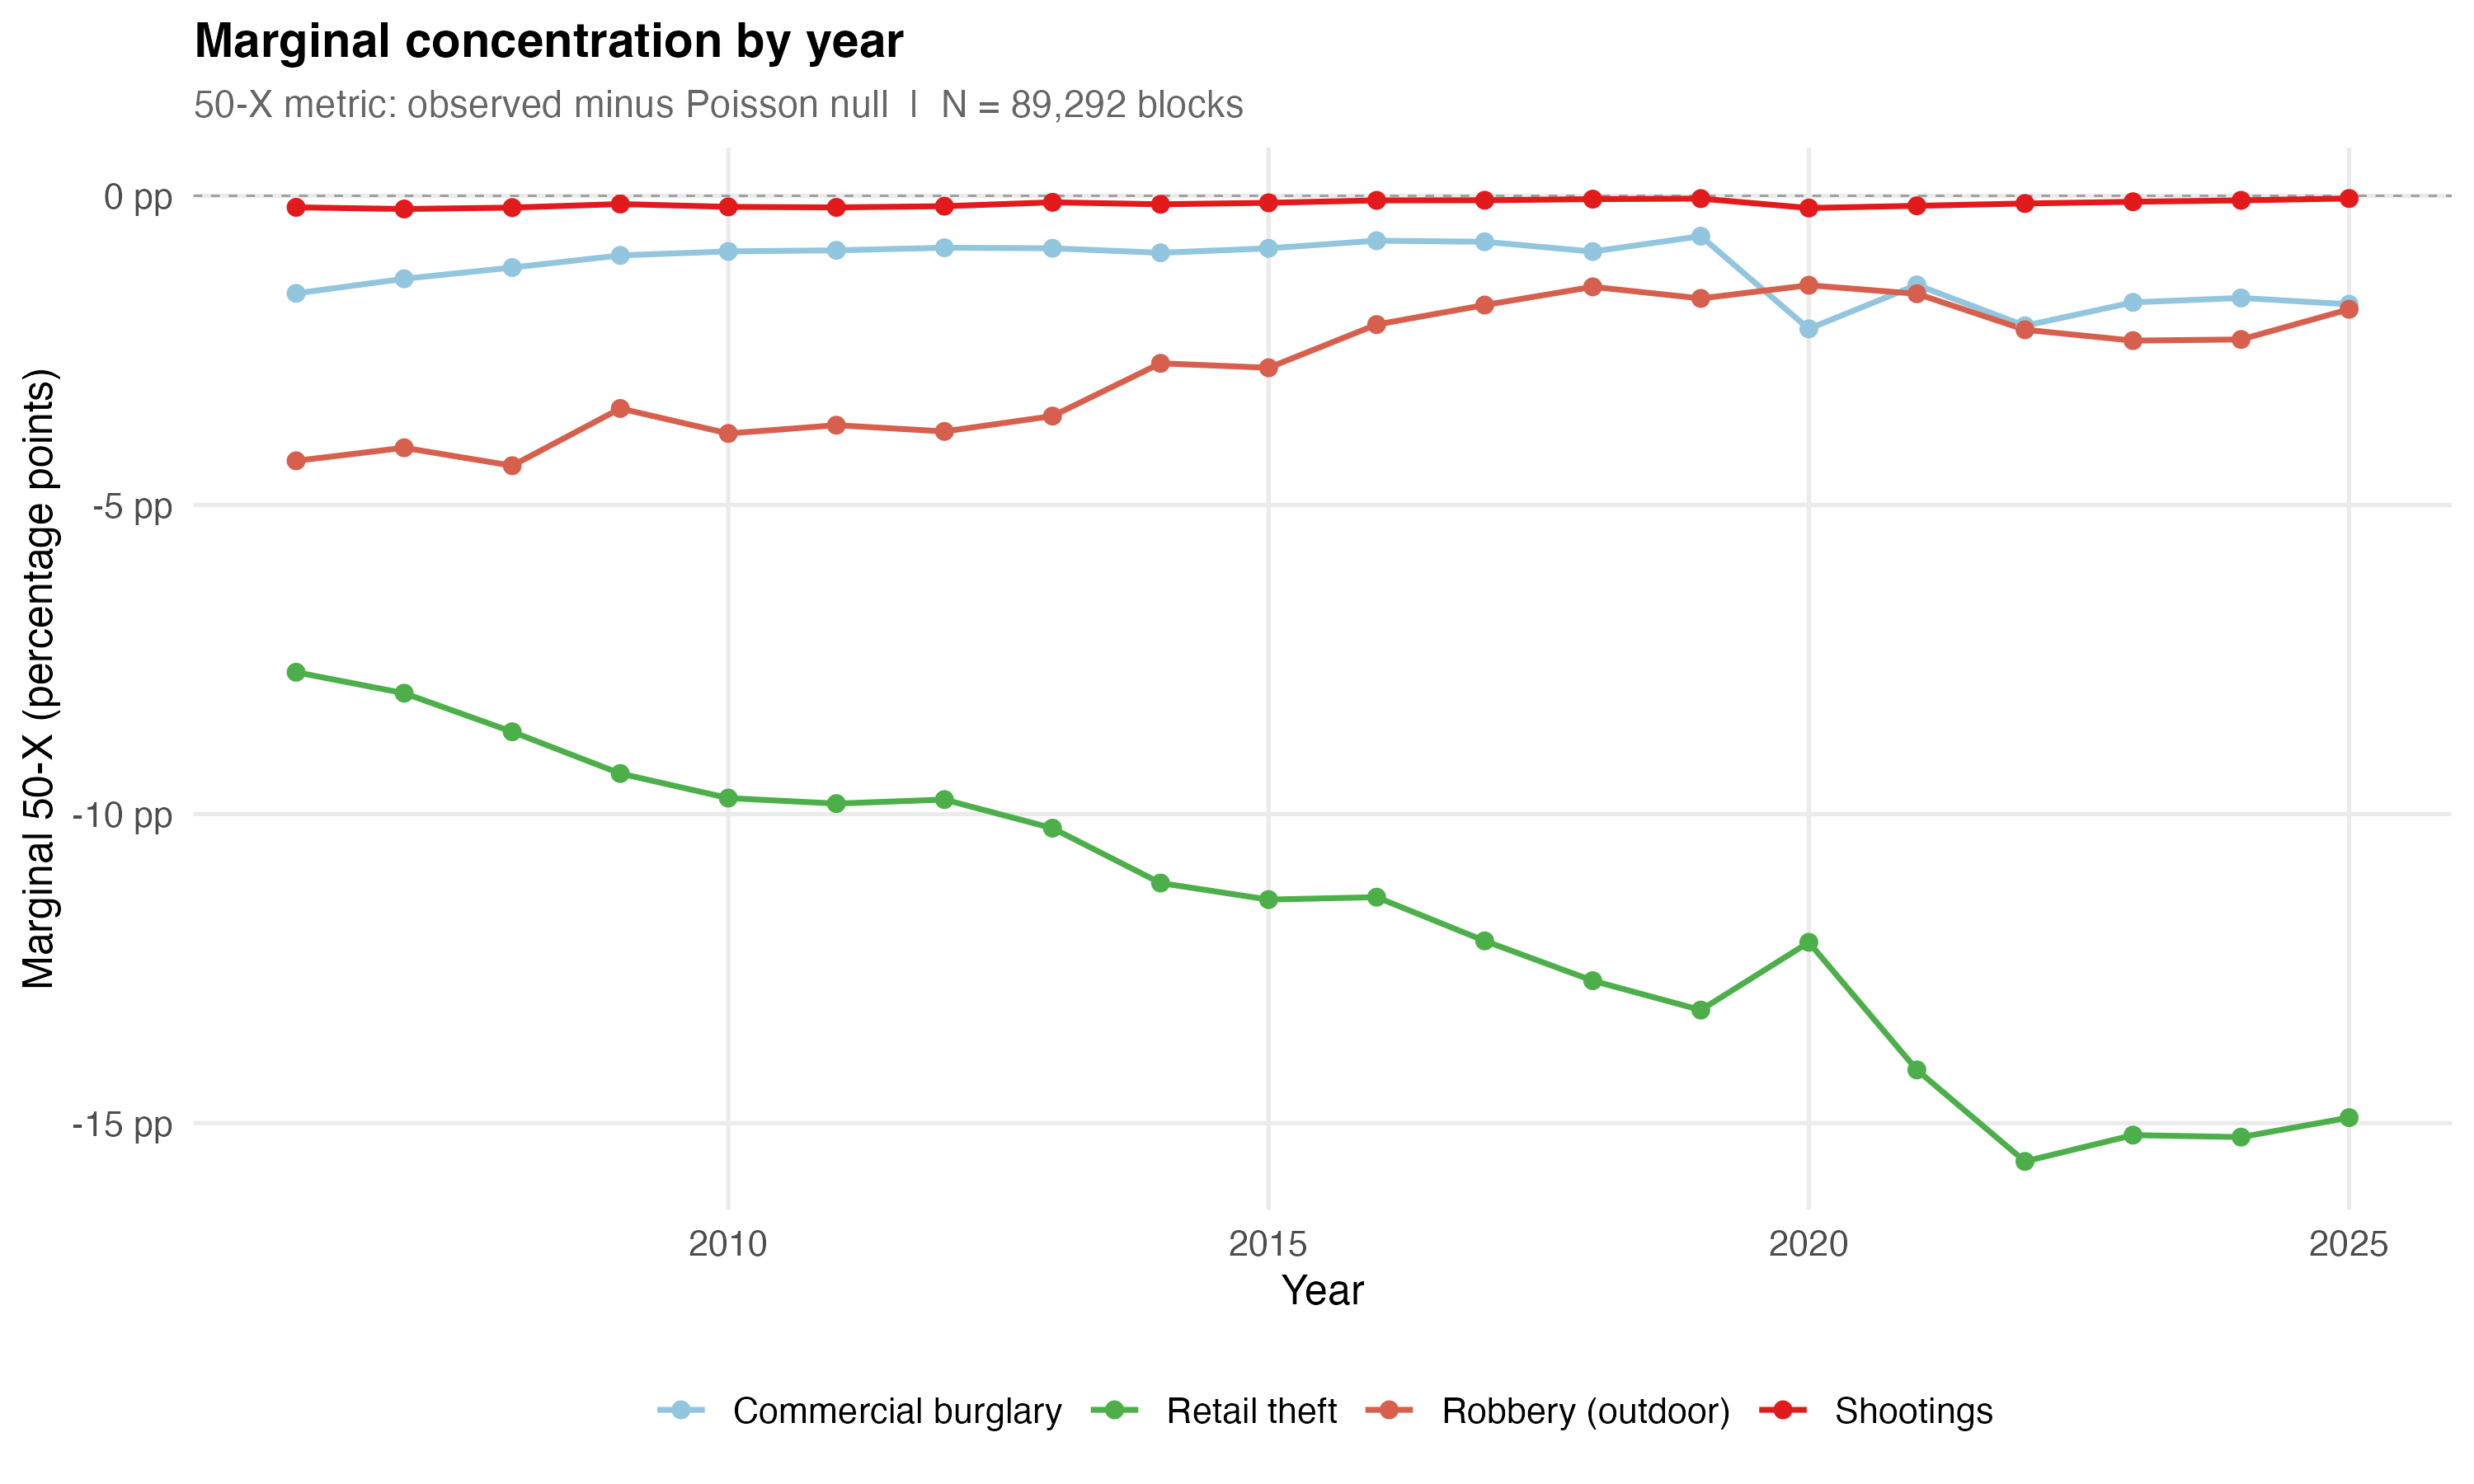 Marginal concentration by year
50-X metric: observed minus Poisson null | N = 89,292 blocks
Marginal 50-X (percentage points)
0 pp
-5 pp
-10 pp
-15 pp
2010 2015 2020 2025
Year
Commercial burglary Retail theft Robbery (outdoor) Shootings